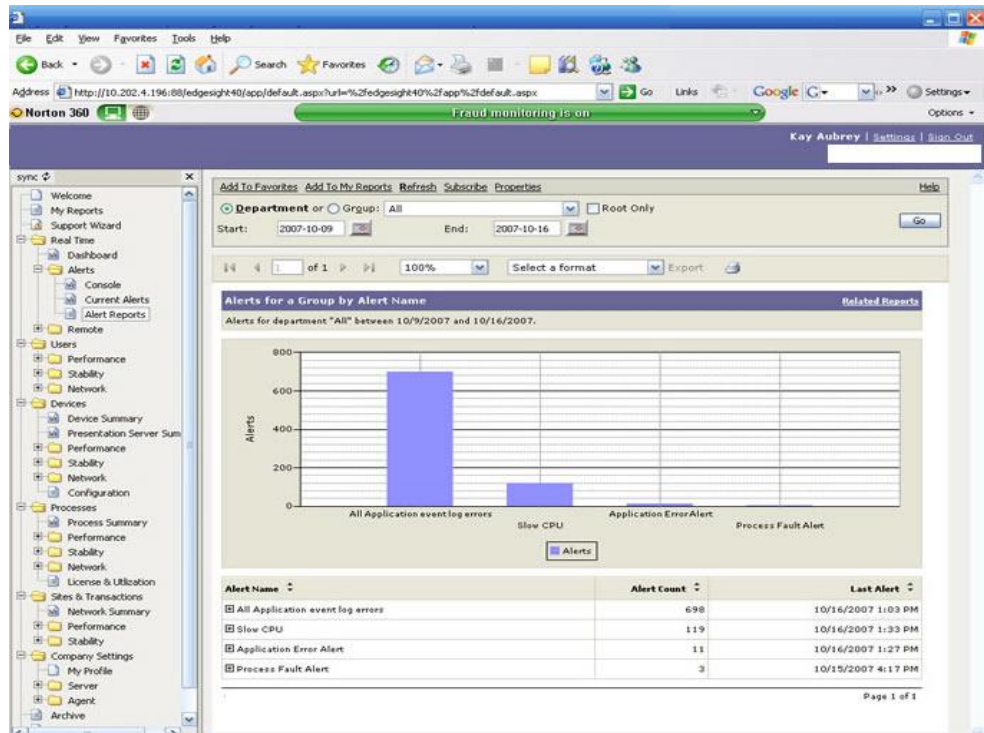 File Edit View Favorites Tools Help
Back Search Favorites
Address http://10.202.4.196:88/edgesight40/app/default.aspx?url=%2fedgesight40%2fapp%2fdefault.aspx Go Links Google G Settings
Norton 360 Fraud monitoring is on Options
Kay Aubrey | Settings | Sign Out
sync
Welcome
My Reports
Support Wizard
Real Time
Dashboard
Alerts
Console
Current Alerts
Alert Reports
Remote
Users
Performance
Stability
Network
Devices
Device Summary
Presentation Server Sum
Performance
Stability
Network
Configuration
Processes
Process Summary
Performance
Stability
Network
License & Utilization
Sites & Transactions
Network Summary
Performance
Stability
Company Settings
My Profile
Server
Agent
Archive
Add To Favorites Add To My Reports Refresh Subscribe Properties Help
Department or Group: All Root Only
Start: 2007-10-09 End: 2007-10-16 Go
1 of 1 100% Select a format Export
Alerts for a Group by Alert Name Related Reports
Alerts for department "All" between 10/9/2007 and 10/16/2007.
800
600
400
200
0
Alerts
All Application event log errors Application ErrorAlert
Slow CPU Process Fault Alert
Alerts
Alert Name Alert Count Last Alert
All Application event log errors 698 10/16/2007 1:03 PM
Slow CPU 119 10/16/2007 1:33 PM
Application Error Alert 11 10/16/2007 1:27 PM
Process Fault Alert 3 10/15/2007 4:17 PM
Page 1 of 1